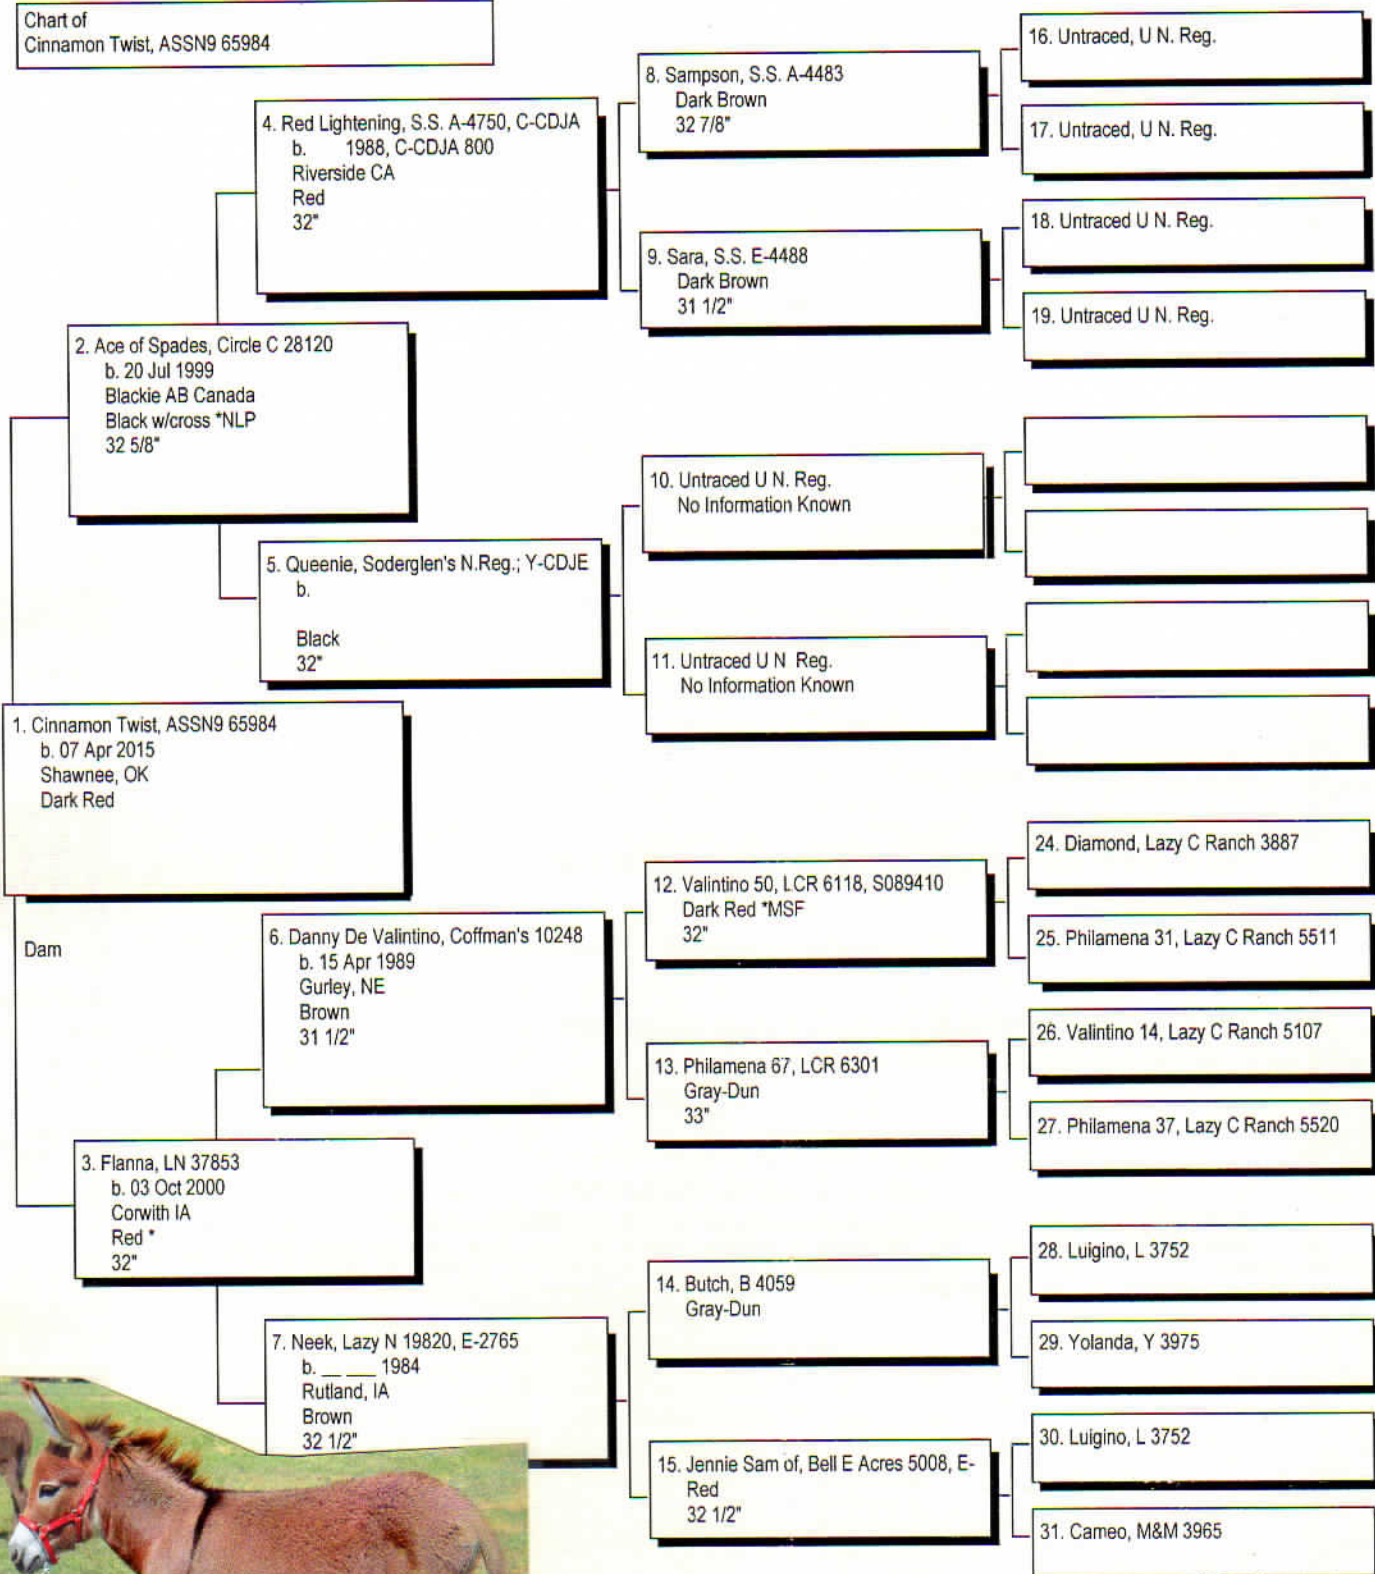 Chart of
Cinnamon Twist, ASSN9 65984
16. Untraced, U N. Reg.
8. Sampson, S.S. A-4483
Dark Brown
32 7/8"
17. Untraced, U N. Reg.
4. Red Lightening, S.S. A-4750, C-CDJA
b. 1988, C-CDJA 800
Riverside CA
Red
32"
18. Untraced U N. Reg.
9. Sara, S.S. E-4488
Dark Brown
31 1/2"
19. Untraced U N. Reg.
2. Ace of Spades, Circle C 28120
b. 20 Jul 1999
Blackie AB Canada
Black w/cross *NLP
32 5/8"
10. Untraced U N. Reg.
No Information Known
5. Queenie, Soderglen's N.Reg.; Y-CDJE
b.
Black
32"
11. Untraced U N Reg.
No Information Known
1. Cinnamon Twist, ASSN9 65984
b. 07 Apr 2015
Shawnee, OK
Dark Red
24. Diamond, Lazy C Ranch 3887
12. Valintino 50, LCR 6118, S089410
Dark Red *MSF
32"
25. Philamena 31, Lazy C Ranch 5511
6. Danny De Valintino, Coffman's 10248
b. 15 Apr 1989
Gurley, NE
Brown
31 1/2"
Dam
26. Valintino 14, Lazy C Ranch 5107
13. Philamena 67, LCR 6301
Gray-Dun
33"
27. Philamena 37, Lazy C Ranch 5520
3. Flanna, LN 37853
b. 03 Oct 2000
Corwith IA
Red *
32"
28. Luigino, L 3752
14. Butch, B 4059
Gray-Dun
29. Yolanda, Y 3975
7. Neek, Lazy N 19820, E-2765
b. __ ___ 1984
Rutland, IA
Brown
32 1/2"
30. Luigino, L 3752
15. Jennie Sam of, Bell E Acres 5008, E-
Red
32 1/2"
31. Cameo, M&M 3965